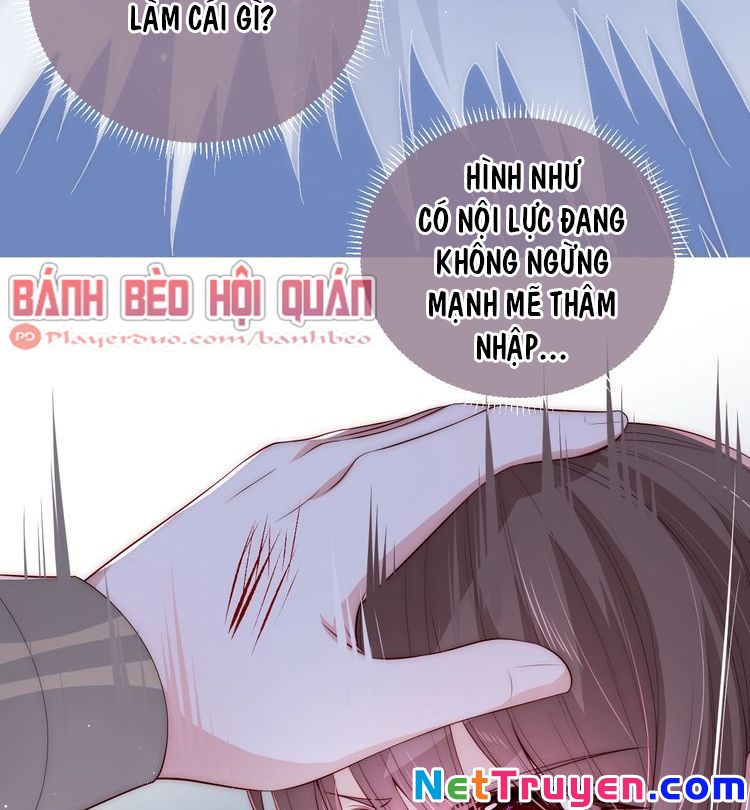 LÀM CÁI GÌ?
HÌNH NHƯ
CÓ NỘI LỰC ĐANG
KHÔNG NGỪNG
MẠNH MẼ THÂM
NHẬP...
BÁNH BÈO HỘI QUÁN
PD Playerduo.com/banhbeo
NetTruyen.com